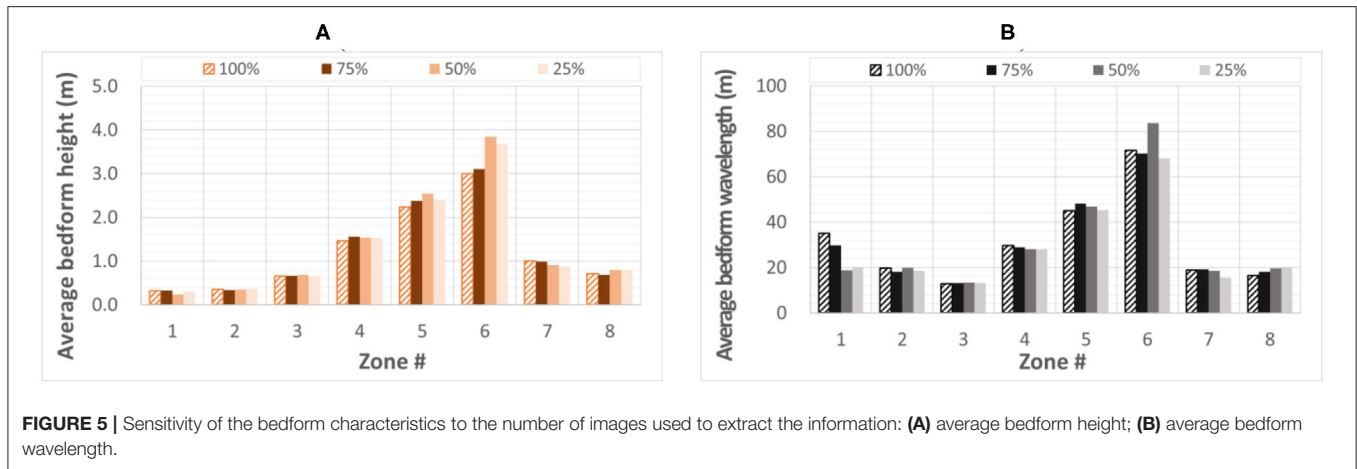 A
B
100% 75% 50% 25%
Average bedform height (m)
5.0
4.0
3.0
2.0
1.0
0.0
1 2 3 4 5 6 7 8
Zone #
100% 75% 50% 25%
Average bedform wavelength (m)
100
80
60
40
20
0
1 2 3 4 5 6 7 8
Zone #
FIGURE 5 | Sensitivity of the bedform characteristics to the number of images used to extract the information: (A) average bedform height; (B) average bedform
wavelength.